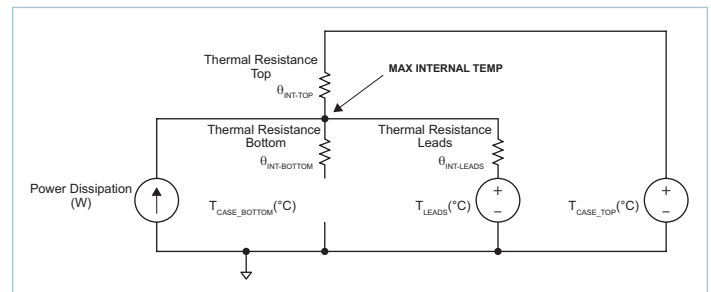 Thermal Resistance
Top
θINT-TOP
MAX INTERNAL TEMP
Thermal Resistance
Bottom
θINT-BOTTOM
Thermal Resistance
Leads
θINT-LEADS
Power Dissipation
(W)
TCASE_BOTTOM(°C)
TLEADS(°C)
+
–
TCASE_TOP(°C)
+
–